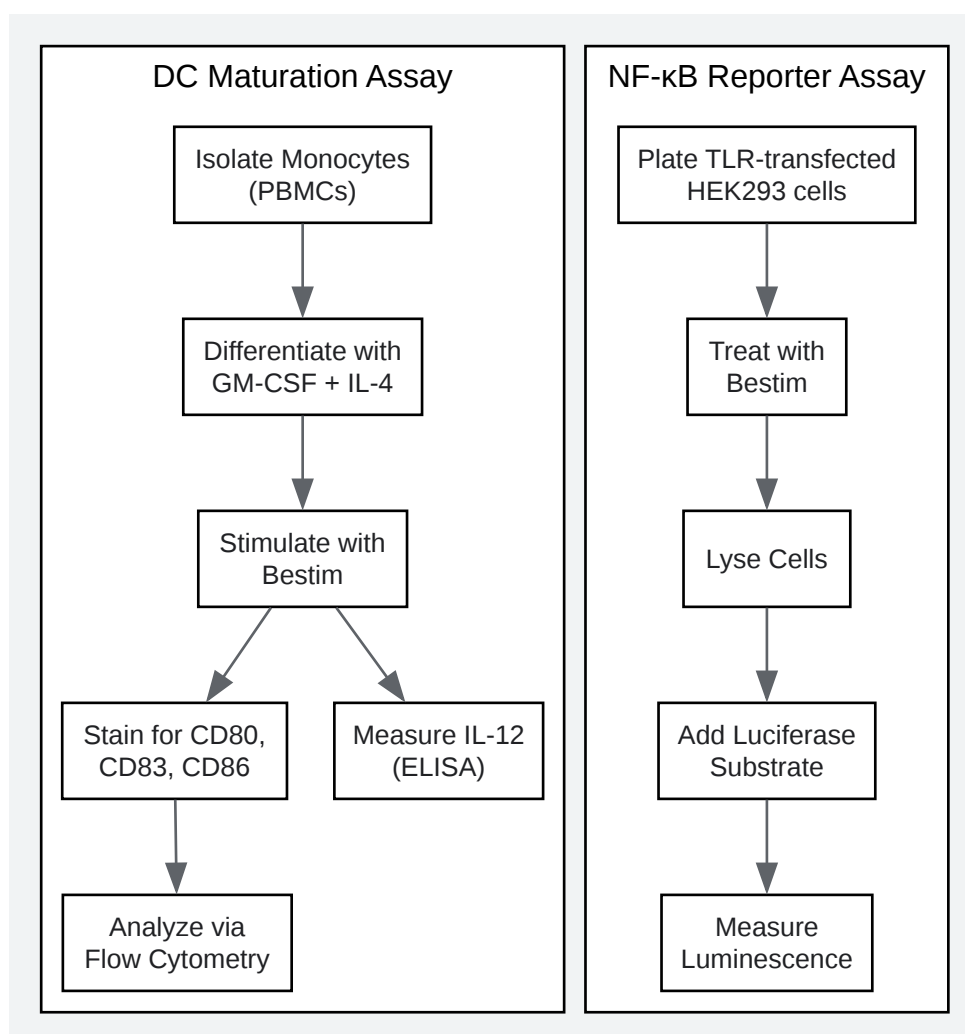 DC Maturation Assay
Isolate Monocytes
(PBMCs)
Differentiate with
GM-CSF + IL-4
Stimulate with
Bestim
Stain for CD80,
CD83, CD86
Measure IL-12
(ELISA)
Analyze via
Flow Cytometry
NF-κB Reporter Assay
Plate TLR-transfected
HEK293 cells
Treat with
Bestim
Lyse Cells
Add Luciferase
Substrate
Measure
Luminescence